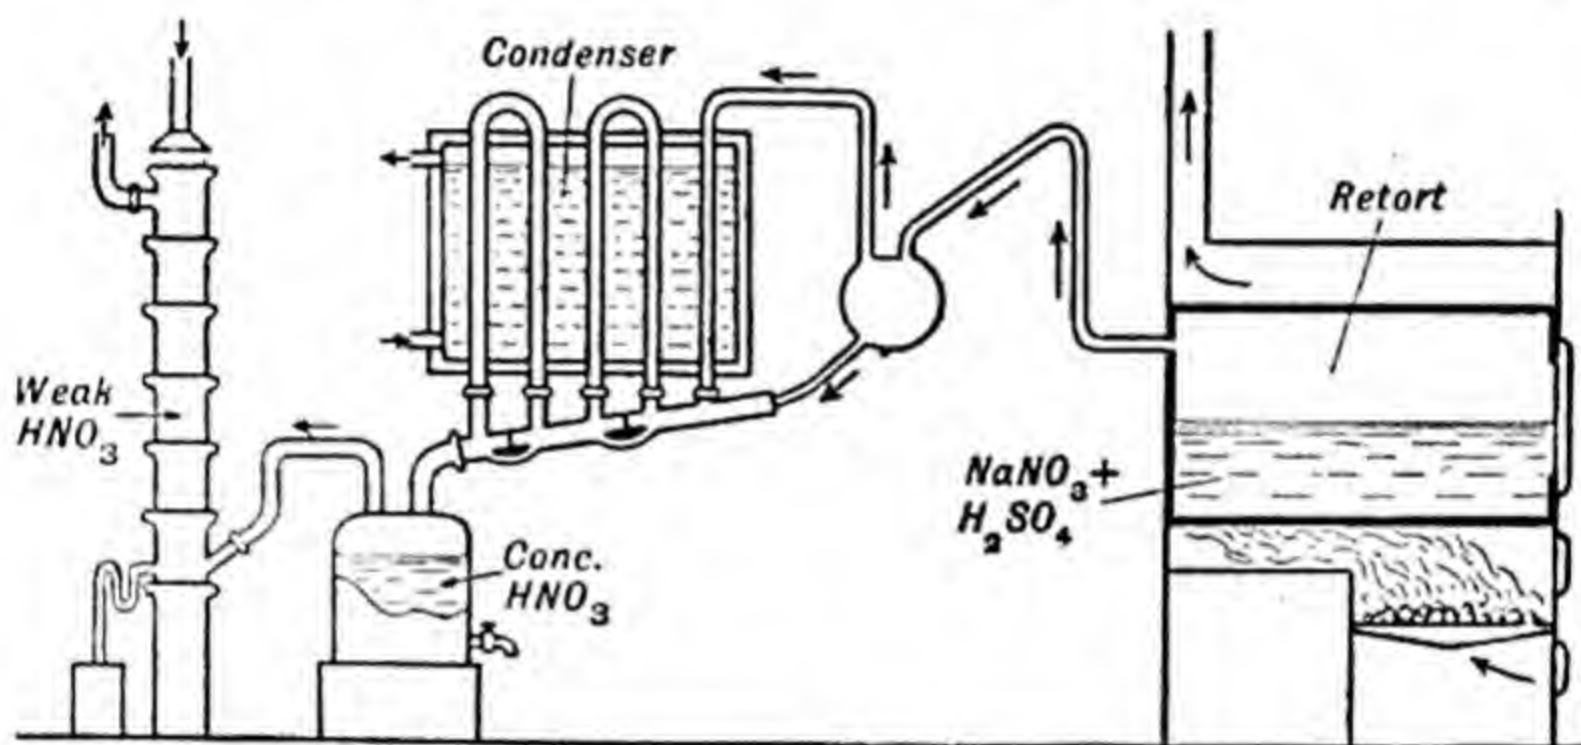 Condenser
Retort
Weak
HNO₃
NaNO₃+
H₂SO₄
Conc.
HNO₃